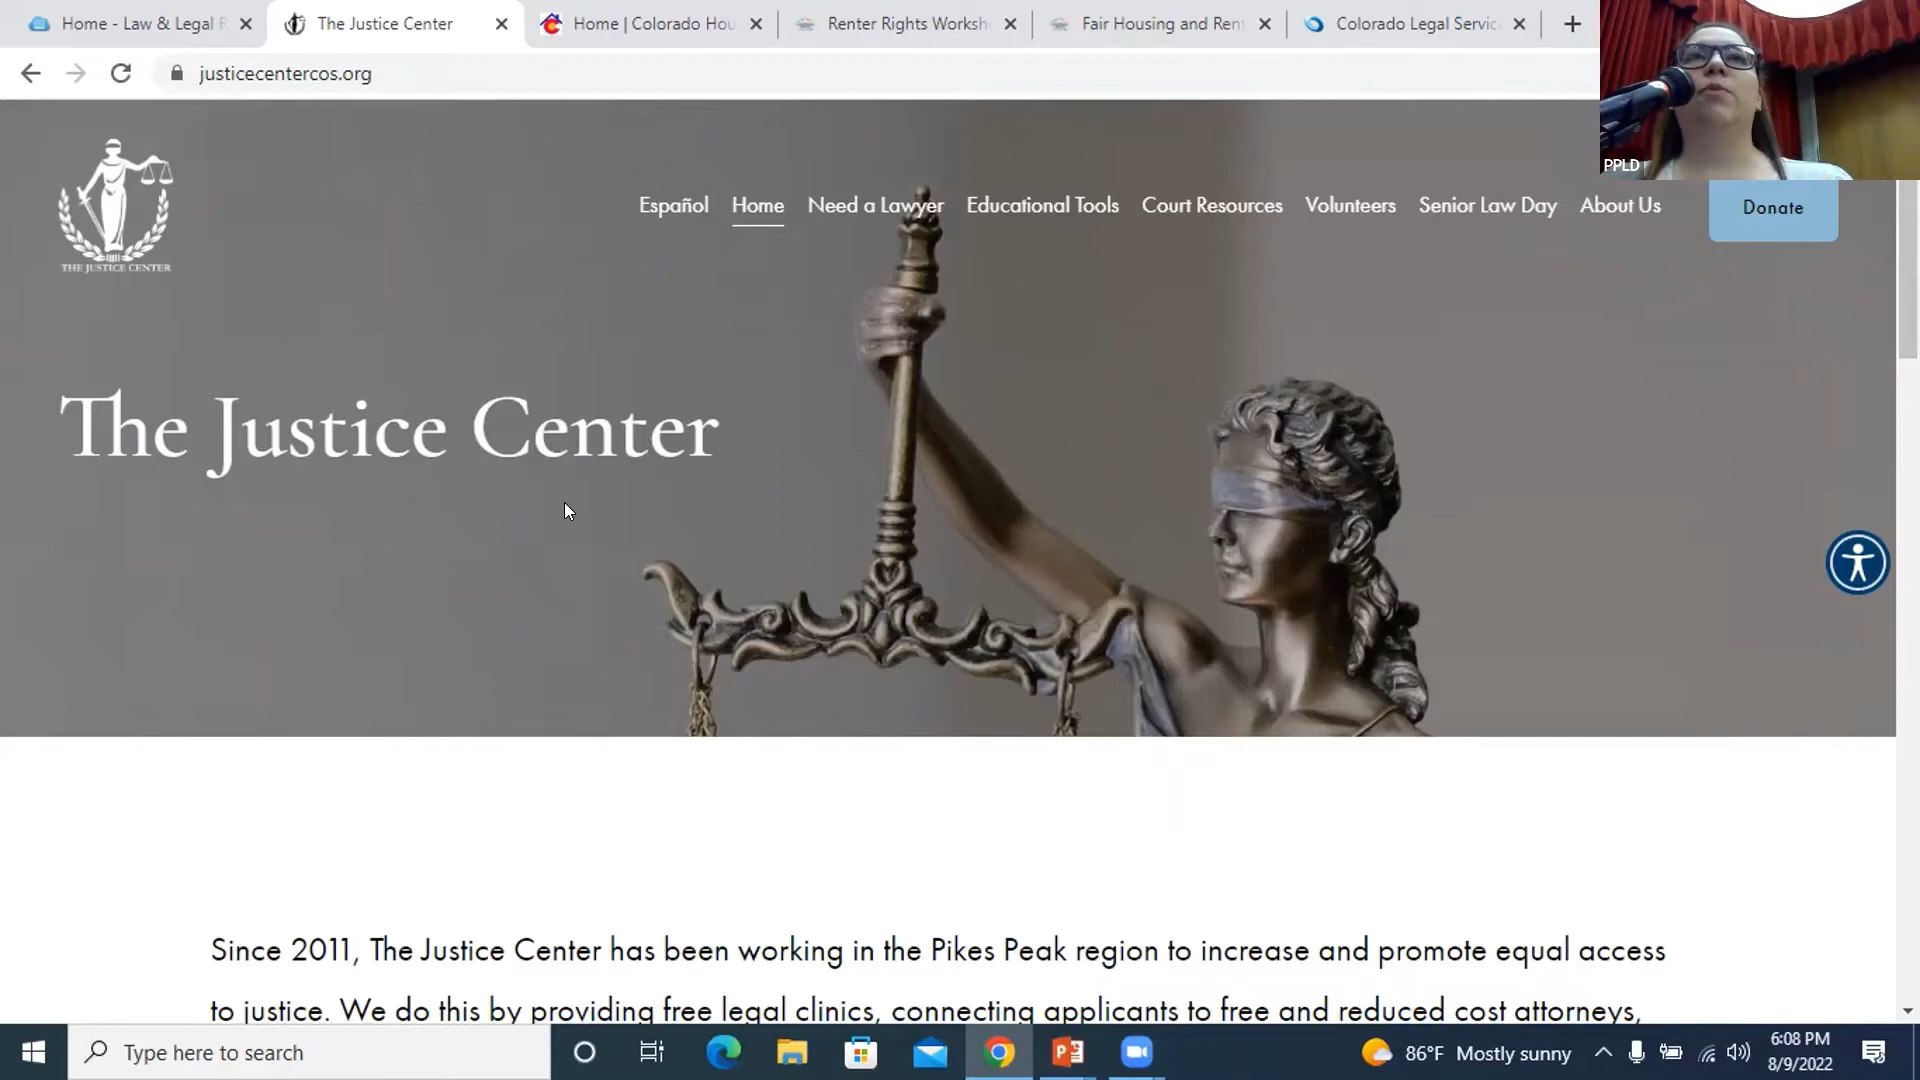 Home - Law & Legal R
The Justice Center
Home | Colorado Hou
Renter Rights Worksh
Fair Housing and Ren
Colorado Legal Servic
justicecentercos.org
PPLD
THE JUSTICE CENTER
Español Home Need a Lawyer Educational Tools Court Resources Volunteers Senior Law Day About Us Donate
The Justice Center
Since 2011, The Justice Center has been working in the Pikes Peak region to increase and promote equal access
to justice. We do this by providing free legal clinics, connecting applicants to free and reduced cost attorneys,
Type here to search
86°F Mostly sunny
6:08 PM
8/9/2022